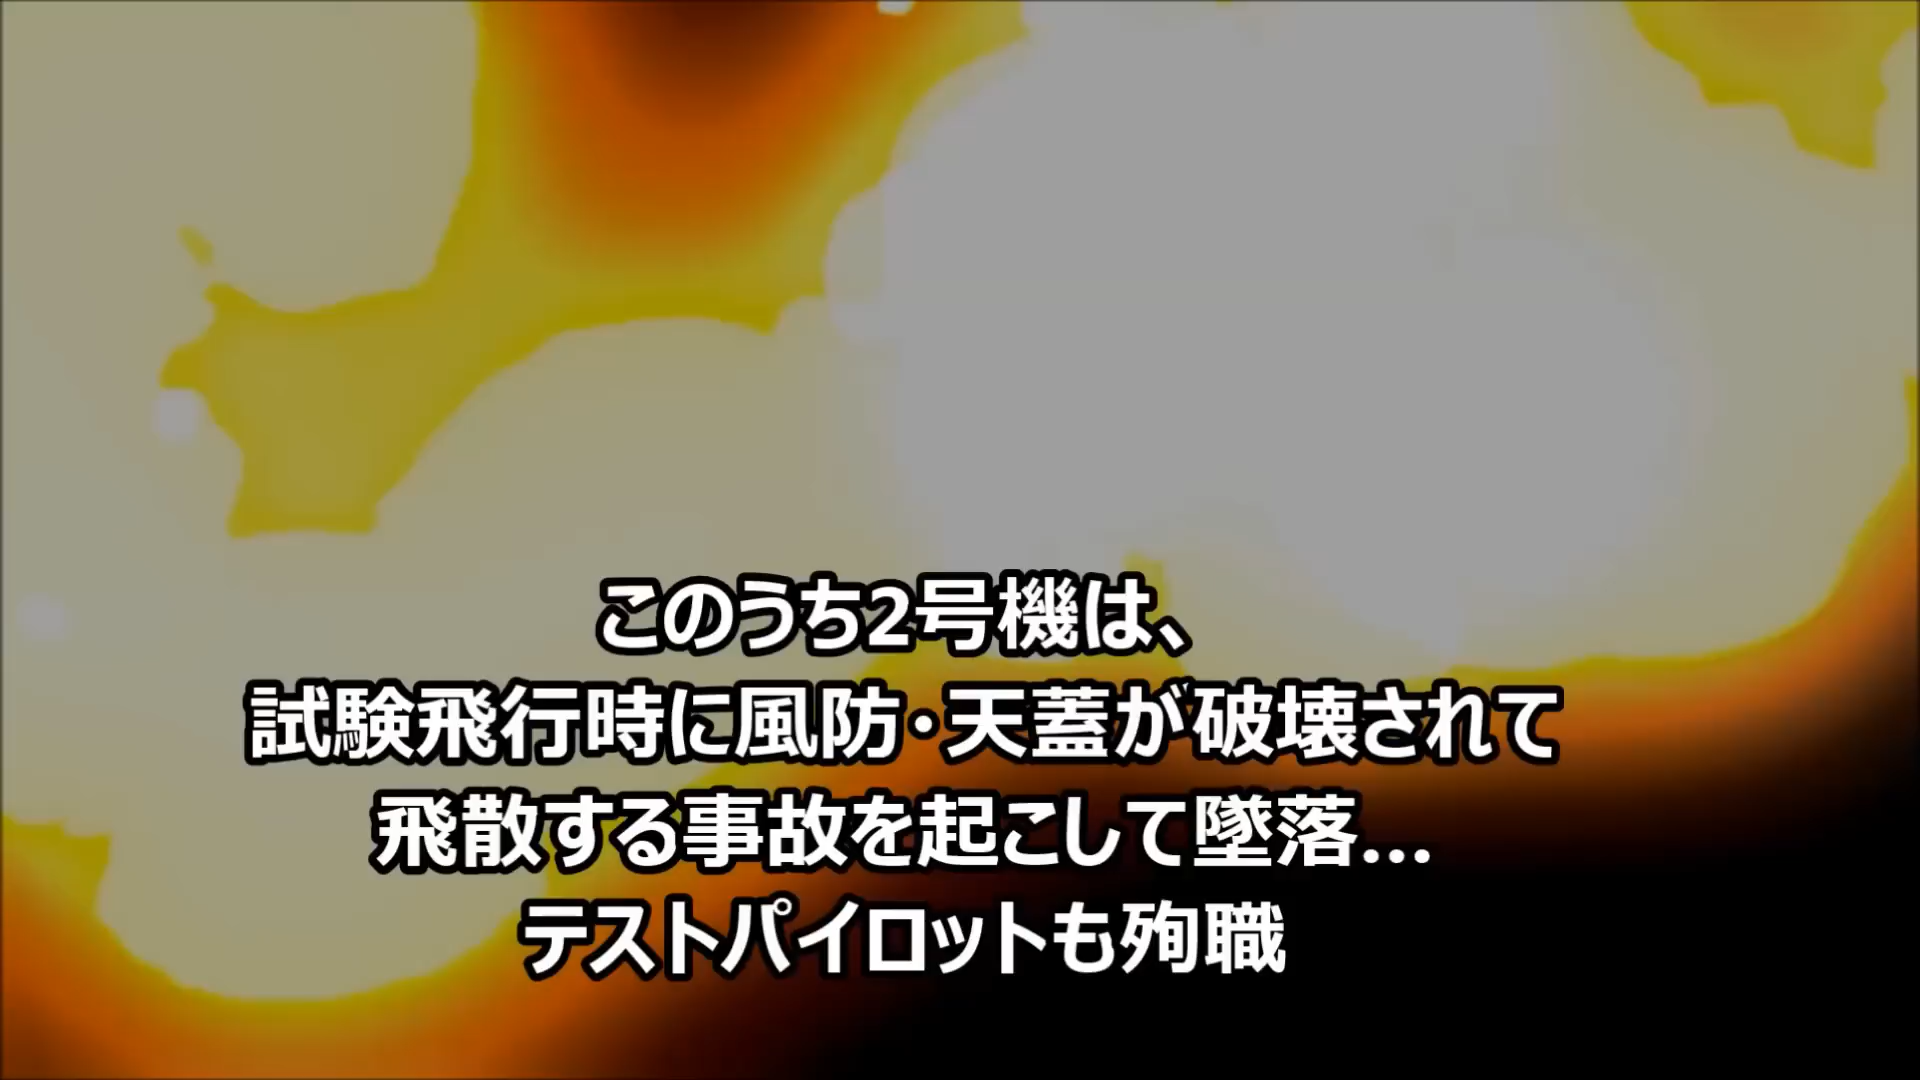 このうち2号機は、
試験飛行時に風防・天蓋が破壊されて
飛散する事故を起こして墜落…
テストパイロットも殉職